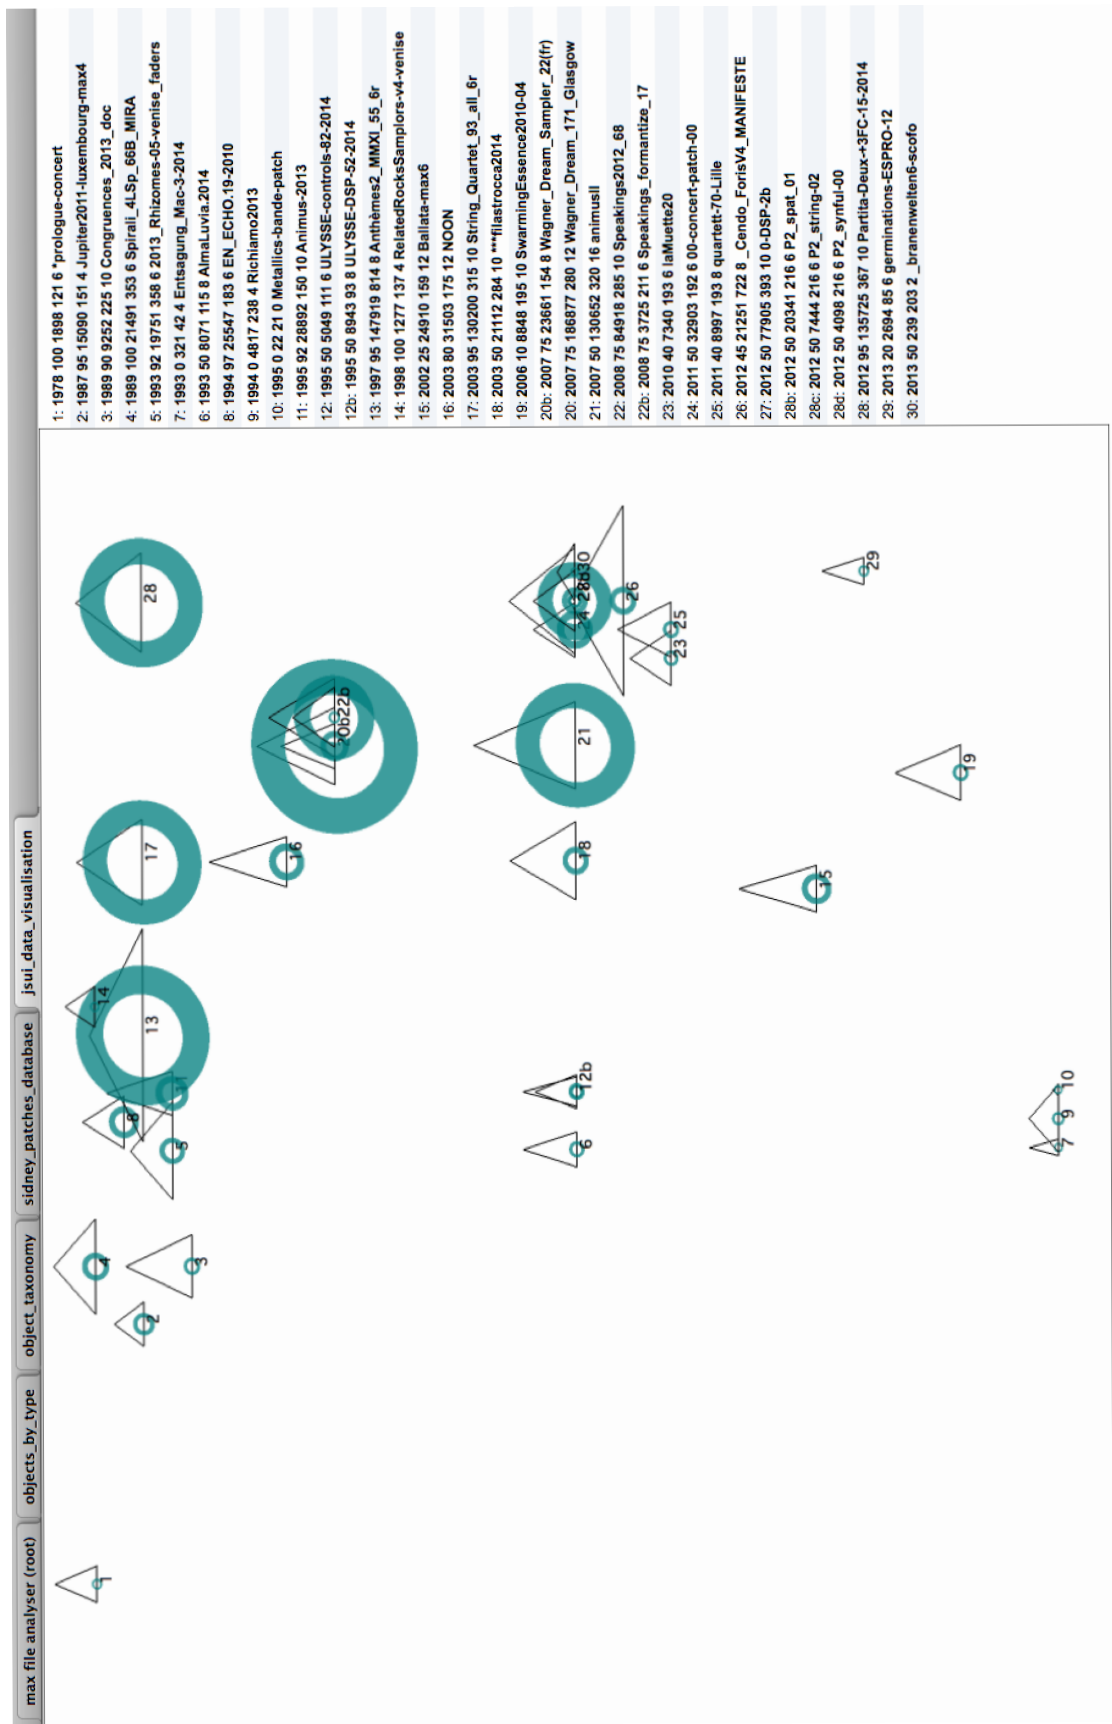 max file analyser (root)
objects_by_type
object_taxonomy
sidney_patches_database
jsui_data_visualisation
1: 1978 100 1898 121 6 *prologue-concert
2: 1987 95 15090 151 4 Jupiter2011-luxembourg-max4
3: 1989 90 9252 225 10 Congruences_2013_doc
4: 1989 100 21491 353 6 Spirali_4LSp_66B_MIRA
5: 1993 92 19751 358 6 2013_Rhizomes-05-venise_faders
7: 1993 0 321 42 4 Entsagung_Mac-3-2014
6: 1993 50 8071 115 8 AlmaLuvia.2014
8: 1994 97 25547 183 6 EN_ECHO.19-2010
9: 1994 0 4817 238 4 Richiamo2013
10: 1995 0 22 21 0 Metallics-bande-patch
11: 1995 92 28892 150 10 Animus-2013
12: 1995 50 5049 111 6 ULYSSE-controls-82-2014
12b: 1995 50 8943 93 8 ULYSSE-DSP-52-2014
13: 1997 95 147919 814 8 Anthèmes2_MMXI_55_6r
14: 1998 100 1277 137 4 RelatedRocksSamplors-v4-venise
15: 2002 25 24910 159 12 Ballata-max6
16: 2003 80 31503 175 12 NOON
17: 2003 95 130200 315 10 String_Quartet_93_all_6r
18: 2003 50 21112 284 10 ***filastrocca2014
19: 2006 10 8848 195 10 SwarmingEssence2010-04
20b: 2007 75 23661 154 8 Wagner_Dream_Sampler_22(fr)
20: 2007 75 186877 280 12 Wagner_Dream_171_Glasgow
21: 2007 50 130652 320 16 animusII
22: 2008 75 84918 285 10 Speakings2012_68
22b: 2008 75 3725 211 6 Speakings_formantize_17
23: 2010 40 7340 193 6 laMuette20
24: 2011 50 32903 192 6 00-concert-patch-00
25: 2011 40 8997 193 8 quartett-70-Lille
26: 2012 45 21251 722 8 _Cendo_ForisV4_MANIFESTE
27: 2012 50 77905 393 10 0-DSP-2b
28b: 2012 50 20341 216 6 P2_spat_01
28c: 2012 50 7444 216 6 P2_string-02
28d: 2012 50 4098 216 6 P2_synful-00
28: 2012 95 135725 367 10 Partita-Deux-+3FC-15-2014
29: 2013 20 2694 85 6 germinations-ESPRO-12
30: 2013 50 239 203 2 _branenwelten6-scofo
1
2
3
4
5
6
7
8
9
10
12b
13
14
15
16
17
18
19
20b22b
21
23
25
26
28
29